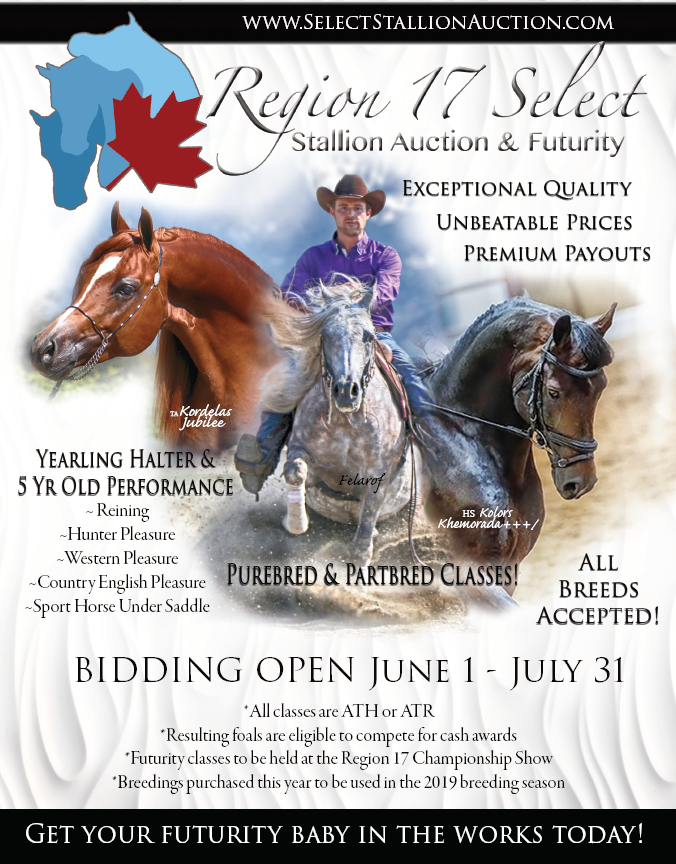 www.SelectStallionAuction.com
Region 17 Select
Stallion Auction & Futurity
Exceptional Quality
Unbeatable Prices
Premium Payouts
TA Kordelas
Jubilee
Felarof
HS Kolors
Khemorada+++/
Yearling Halter &
5 Yr Old Performance
~ Reining
~Hunter Pleasure
~Western Pleasure
~Country English Pleasure
~Sport Horse Under Saddle
Purebred & Partbred Classes!
All
Breeds
Accepted!
BIDDING OPEN June 1 - July 31
*All classes are ATH or ATR
*Resulting foals are eligible to compete for cash awards
*Futurity classes to be held at the Region 17 Championship Show
*Breedings purchased this year to be used in the 2019 breeding season
Get your futurity baby in the works today!